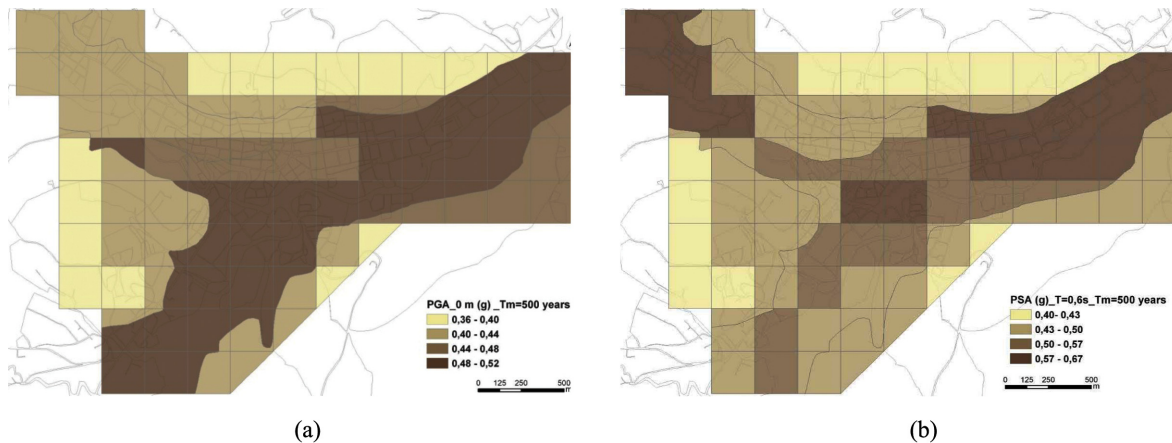 PGA_0 m (g) _Tm=500 years
0,36 - 0,40
0,40 - 0,44
0,44 - 0,48
0,48 - 0,52
0 125 250 500
m
PSA (g)_T=0,6s_Tm=500 years
0,40- 0,43
0,43 - 0,50
0,50 - 0,57
0,57 - 0,67
0 125 250 500
m
(a)
(b)